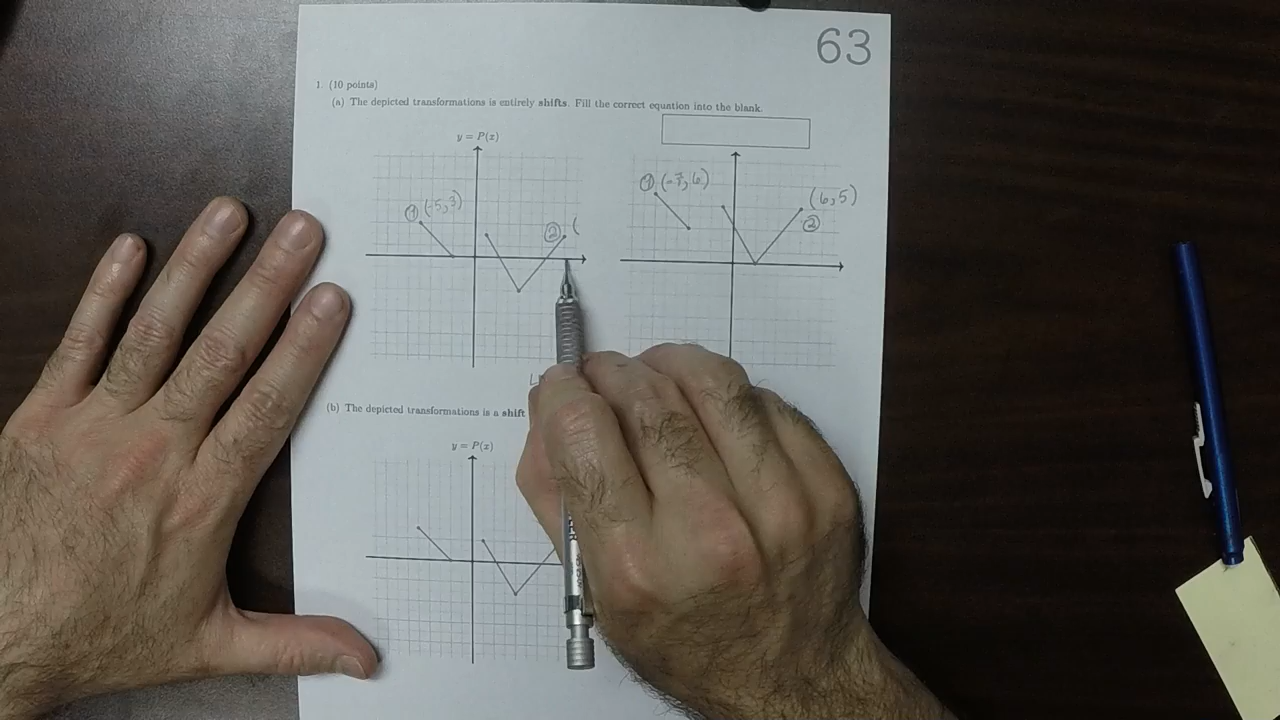 63
1. (10 points)
(a) The depicted transformations is entirely shifts. Fill the correct equation into the blank.
y = P(x)
① (-5,3)
② (
① (-7,6)
(6,5)
②
(b) The depicted transformations is a shift
y = P(x)